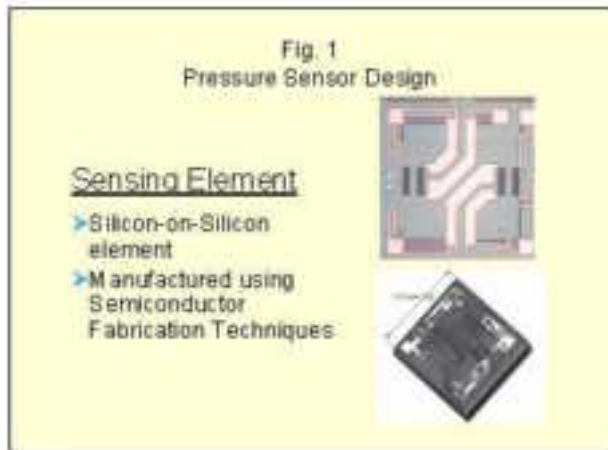 Fig. 1
Pressure Sensor Design
Sensing Element
➤Silicon-on-Silicon
element
➤Manufactured using
Semiconductor
Fabrication Techniques